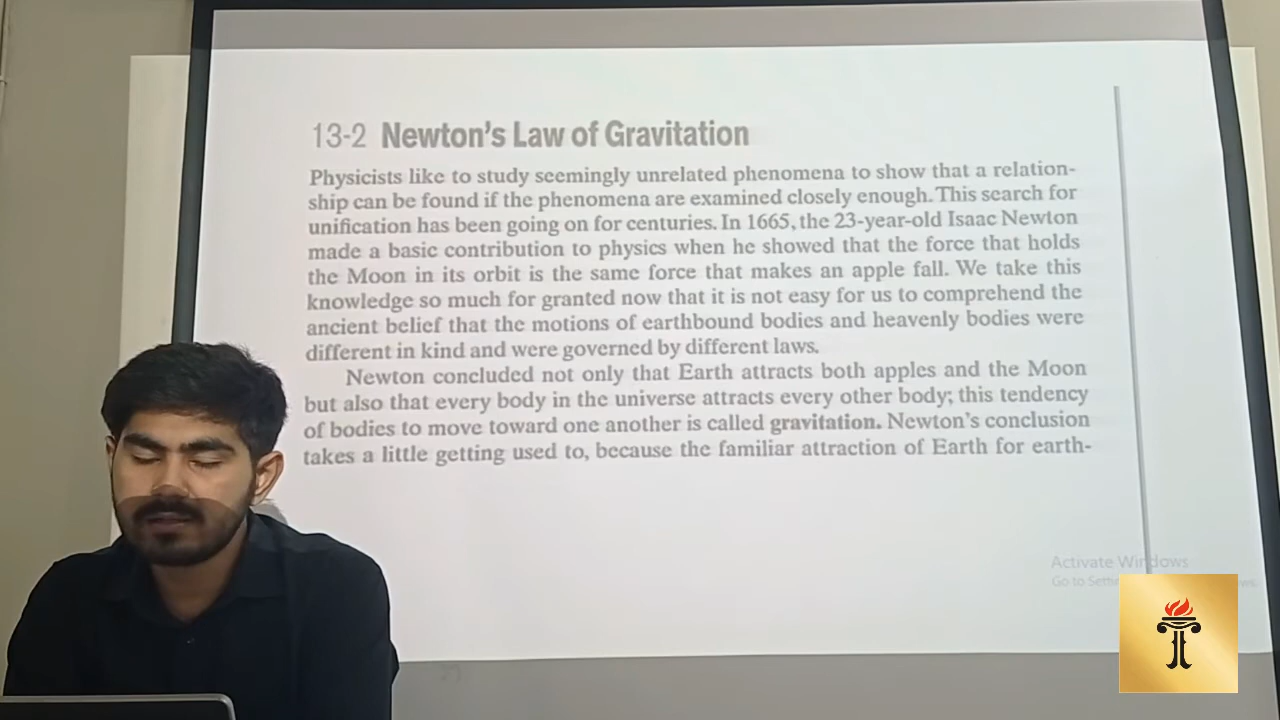 13-2 Newton's Law of Gravitation
Physicists like to study seemingly unrelated phenomena to show that a relation-
ship can be found if the phenomena are examined closely enough. This search for
unification has been going on for centuries. In 1665, the 23-year-old Isaac Newton
made a basic contribution to physics when he showed that the force that holds
the Moon in its orbit is the same force that makes an apple fall. We take this
knowledge so much for granted now that it is not easy for us to comprehend the
ancient belief that the motions of earthbound bodies and heavenly bodies were
different in kind and were governed by different laws.
Newton concluded not only that Earth attracts both apples and the Moon
but also that every body in the universe attracts every other body; this tendency
of bodies to move toward one another is called gravitation. Newton's conclusion
takes a little getting used to, because the familiar attraction of Earth for earth-
Activate Windows
Go to